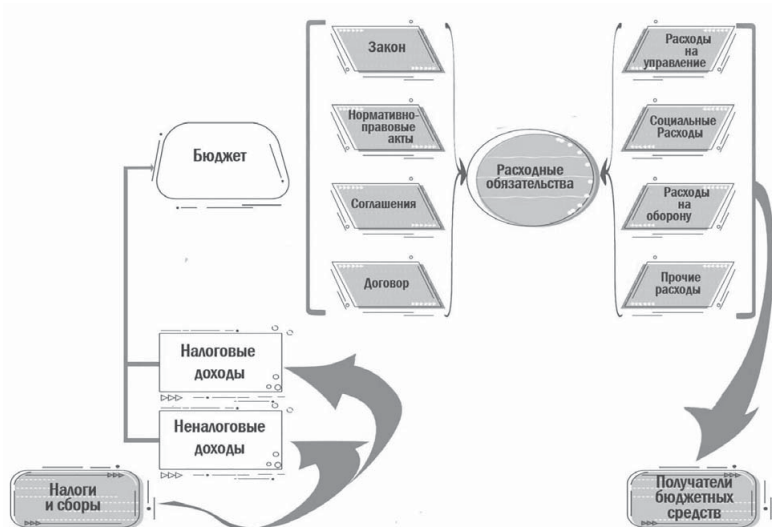 Закон
Нормативно-
правовые
акты
Соглашения
Договор
Бюджет
Расходные
обязательства
Расходы
на
управление
Социальные
Расходы
Расходы
на
оборону
Прочие
расходы
Налоговые
доходы
Неналоговые
доходы
Налоги
и сборы
Получатели
бюджетных
средств